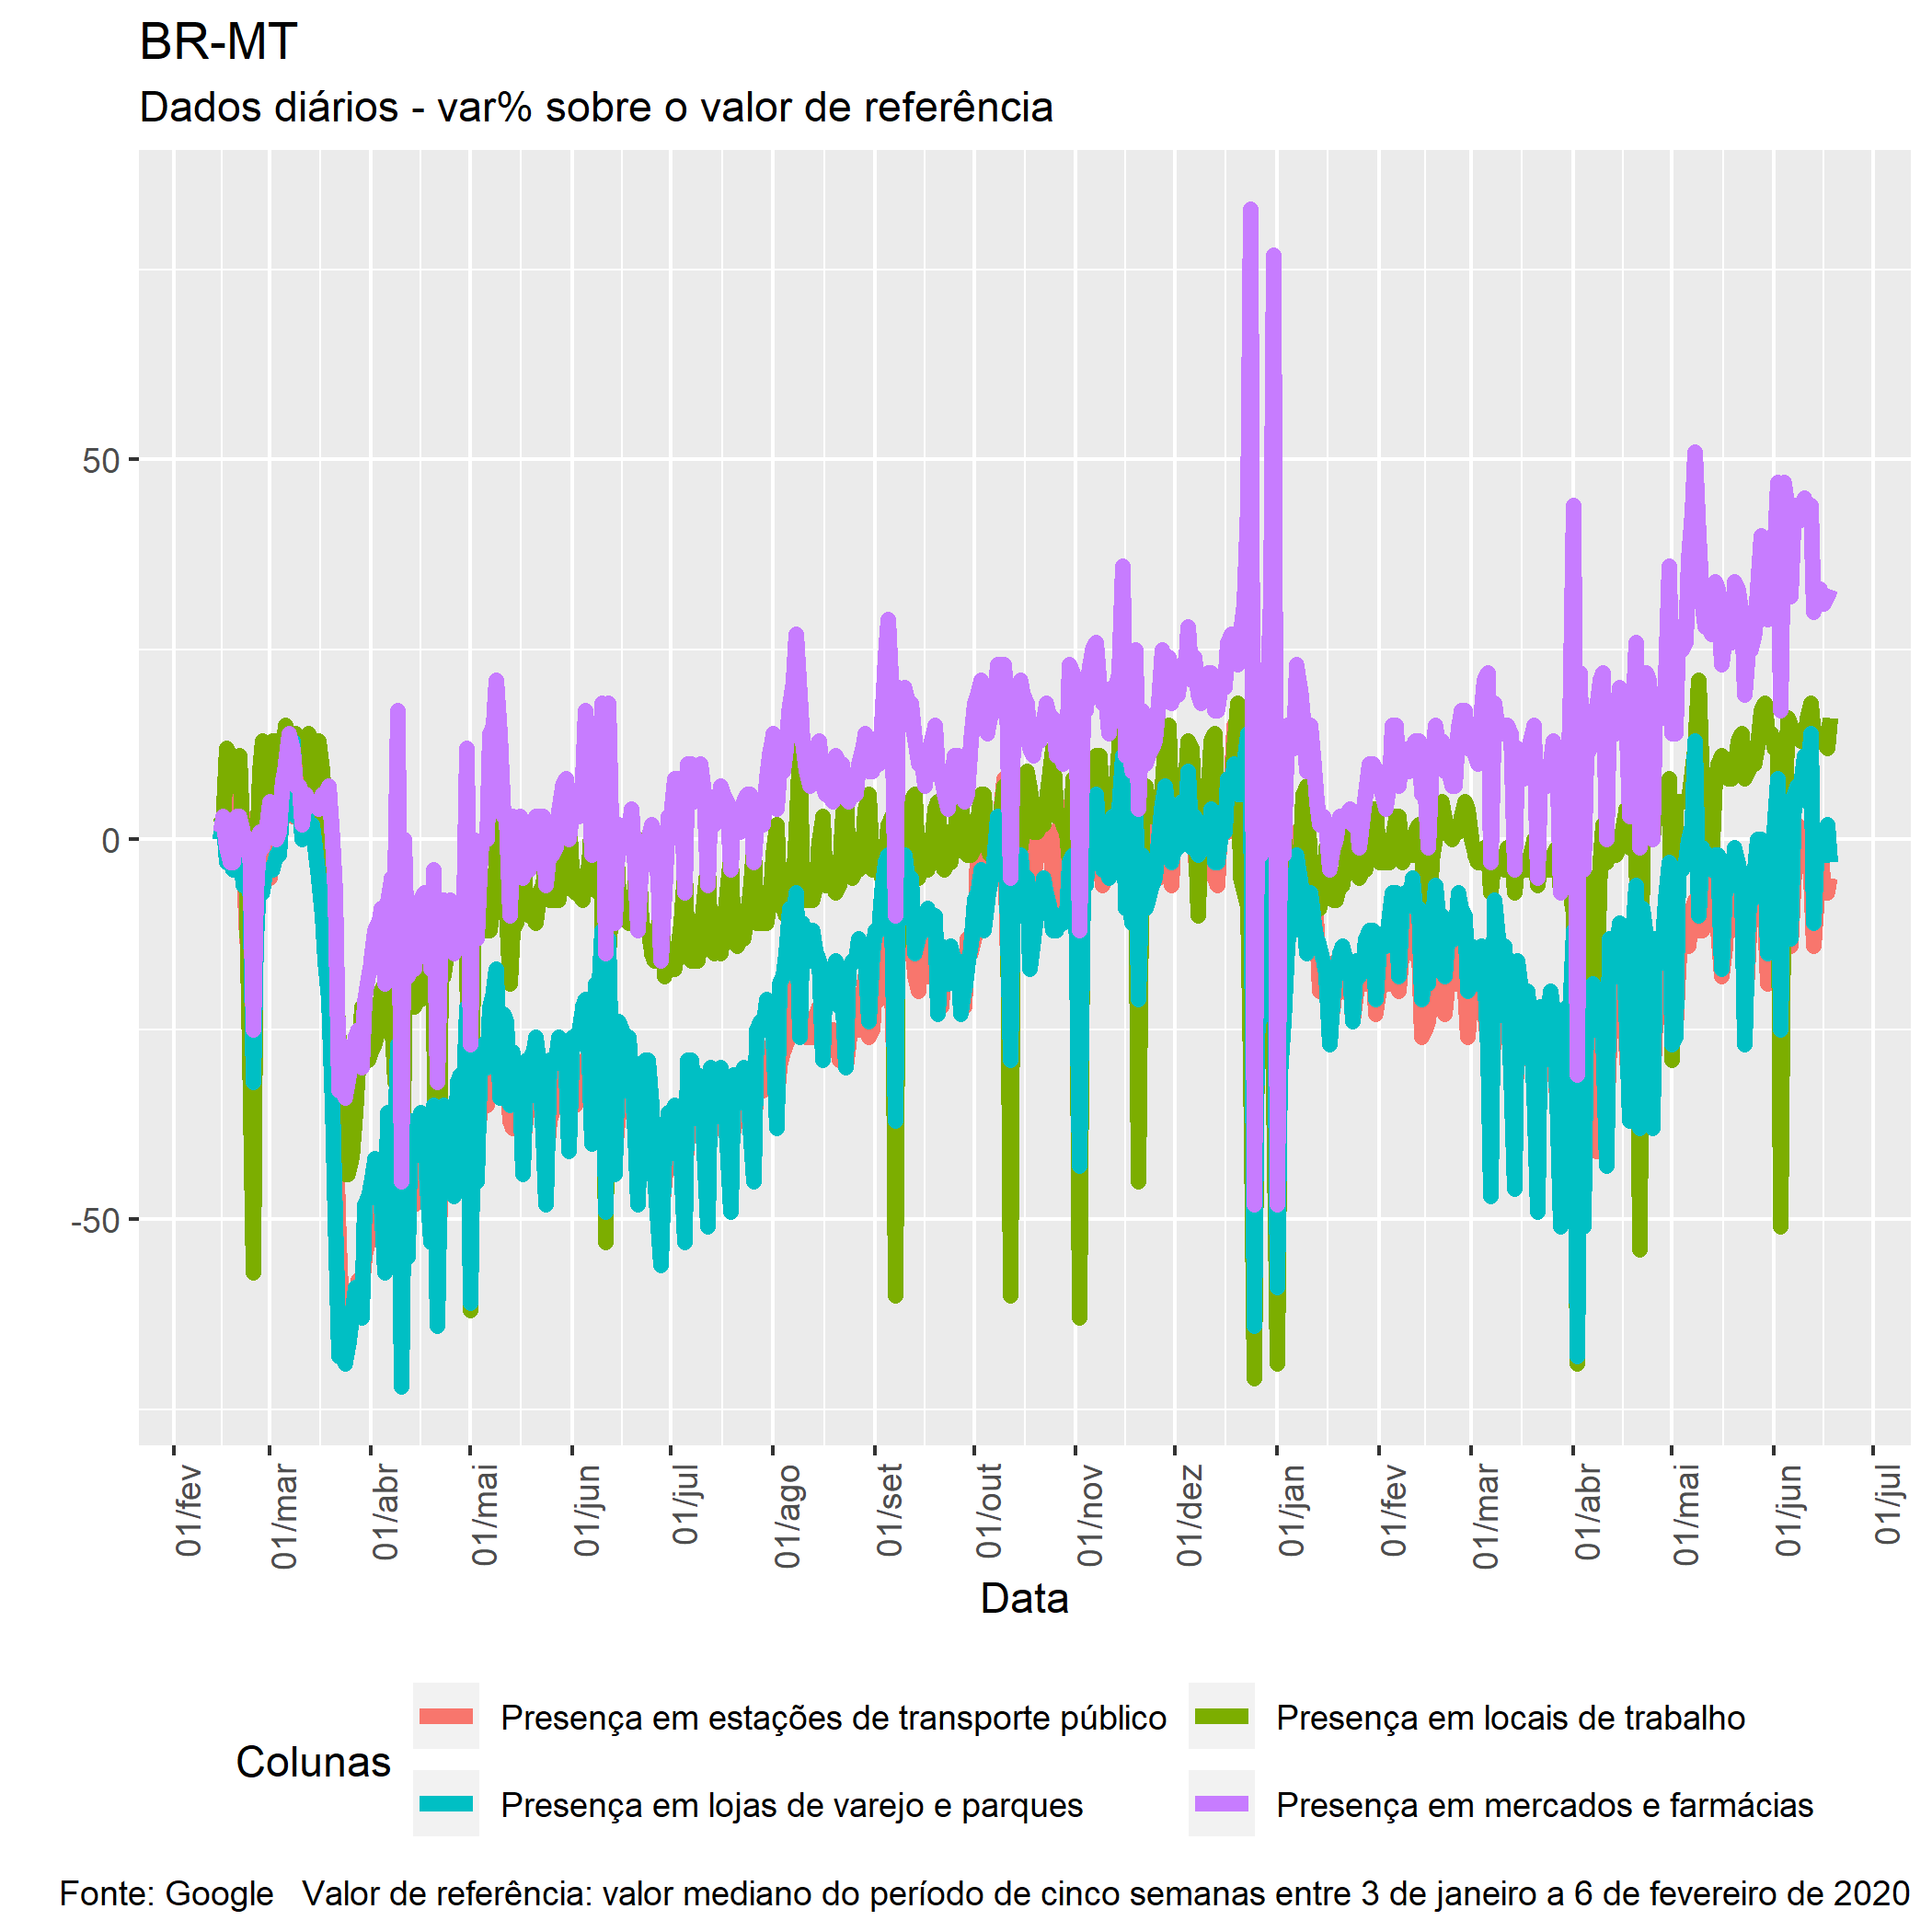 BR-MT
Dados diários - var% sobre o valor de referência
50
0
-50
01/fev
01/mar
01/abr
01/mai
01/jun
01/jul
01/ago
01/set
01/out
01/nov
01/dez
01/jan
01/fev
01/mar
01/abr
01/mai
01/jun
01/jul
Data
Colunas
Presença em estações de transporte público
Presença em locais de trabalho
Presença em lojas de varejo e parques
Presença em mercados e farmácias
Fonte: Google   Valor de referência: valor mediano do período de cinco semanas entre 3 de janeiro a 6 de fevereiro de 2020